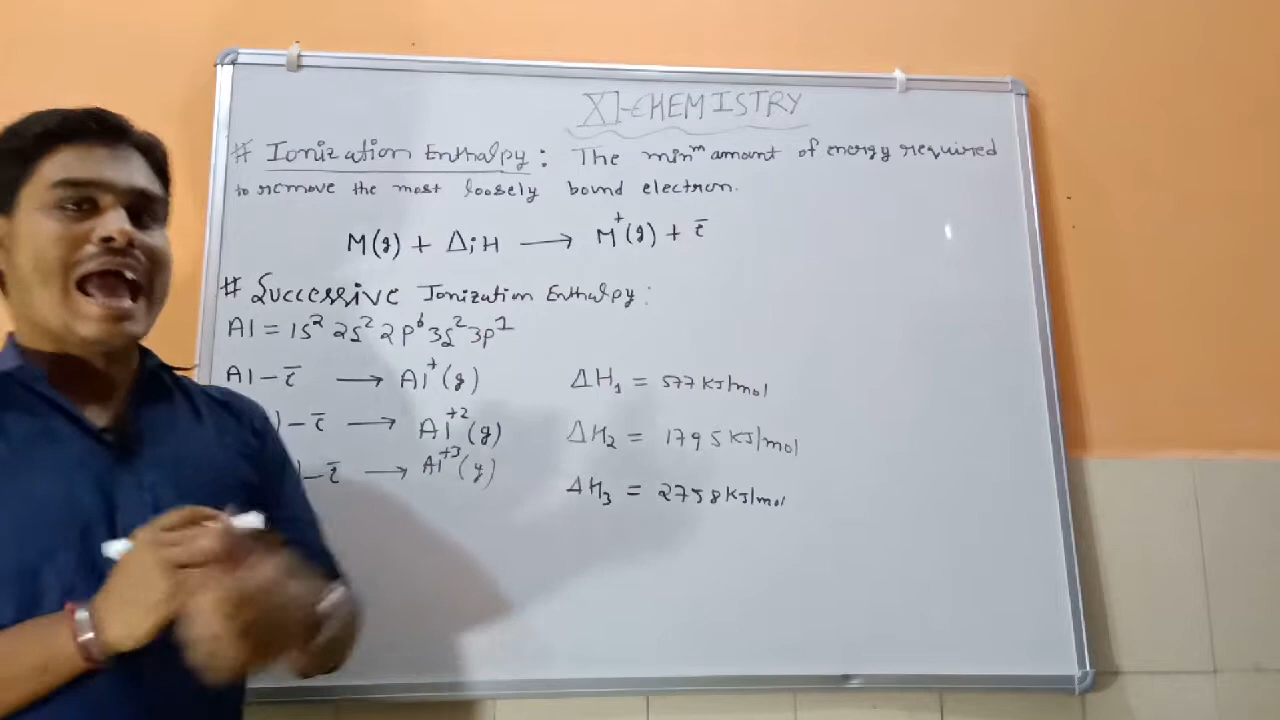 XI-CHEMISTRY
# Ionization Enthalpy : The minᵐ amount of energy required
to remove the most loosely bound electron.
M(g) + ΔᵢH ⟶ M⁺(g) + e̅
# Successive Ionization Enthalpy :
Al = 1s² 2s² 2p⁶ 3s² 3p¹
Al – e̅ ⟶ Al⁺(g) ΔH₁ = 577 KJ/mol
) – e̅ ⟶ Al⁺²(g) ΔH₂ = 1795 KJ/mol
) – e̅ ⟶ Al⁺³(g) ΔH₃ = 2758 KJ/mol